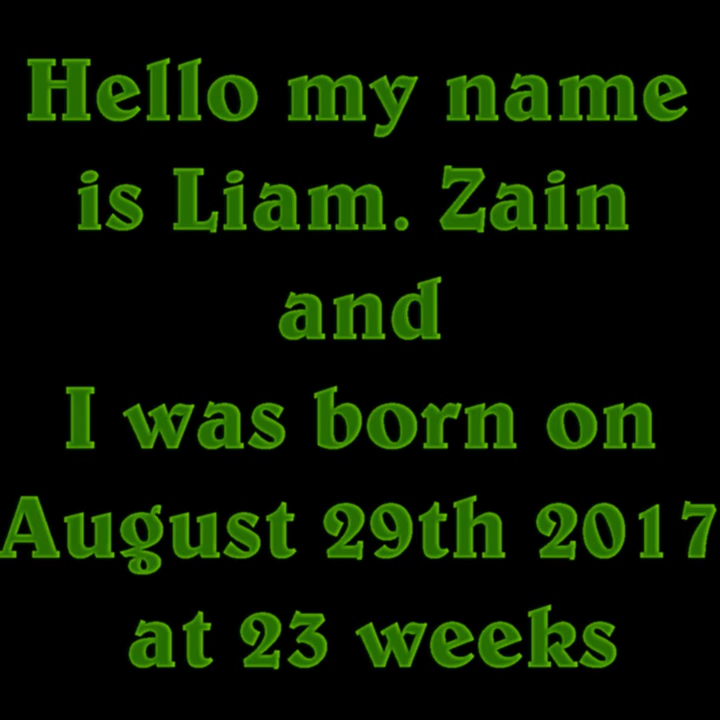 Hello my name
is Liam. Zain
and
I was born on
August 29th 2017
at 23 weeks